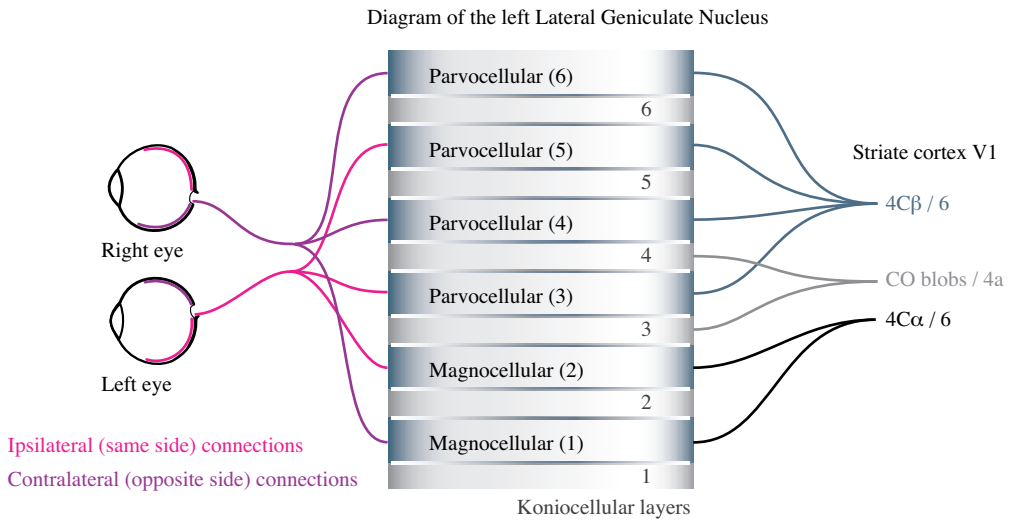 Diagram of the left Lateral Geniculate Nucleus
Parvocellular (6)
6
Parvocellular (5)
5
Parvocellular (4)
4
Parvocellular (3)
3
Magnocellular (2)
2
Magnocellular (1)
1
Koniocellular layers
Right eye
Left eye
Ipsilateral (same side) connections
Contralateral (opposite side) connections
Striate cortex V1
4Cβ / 6
CO blobs / 4a
4Cα / 6